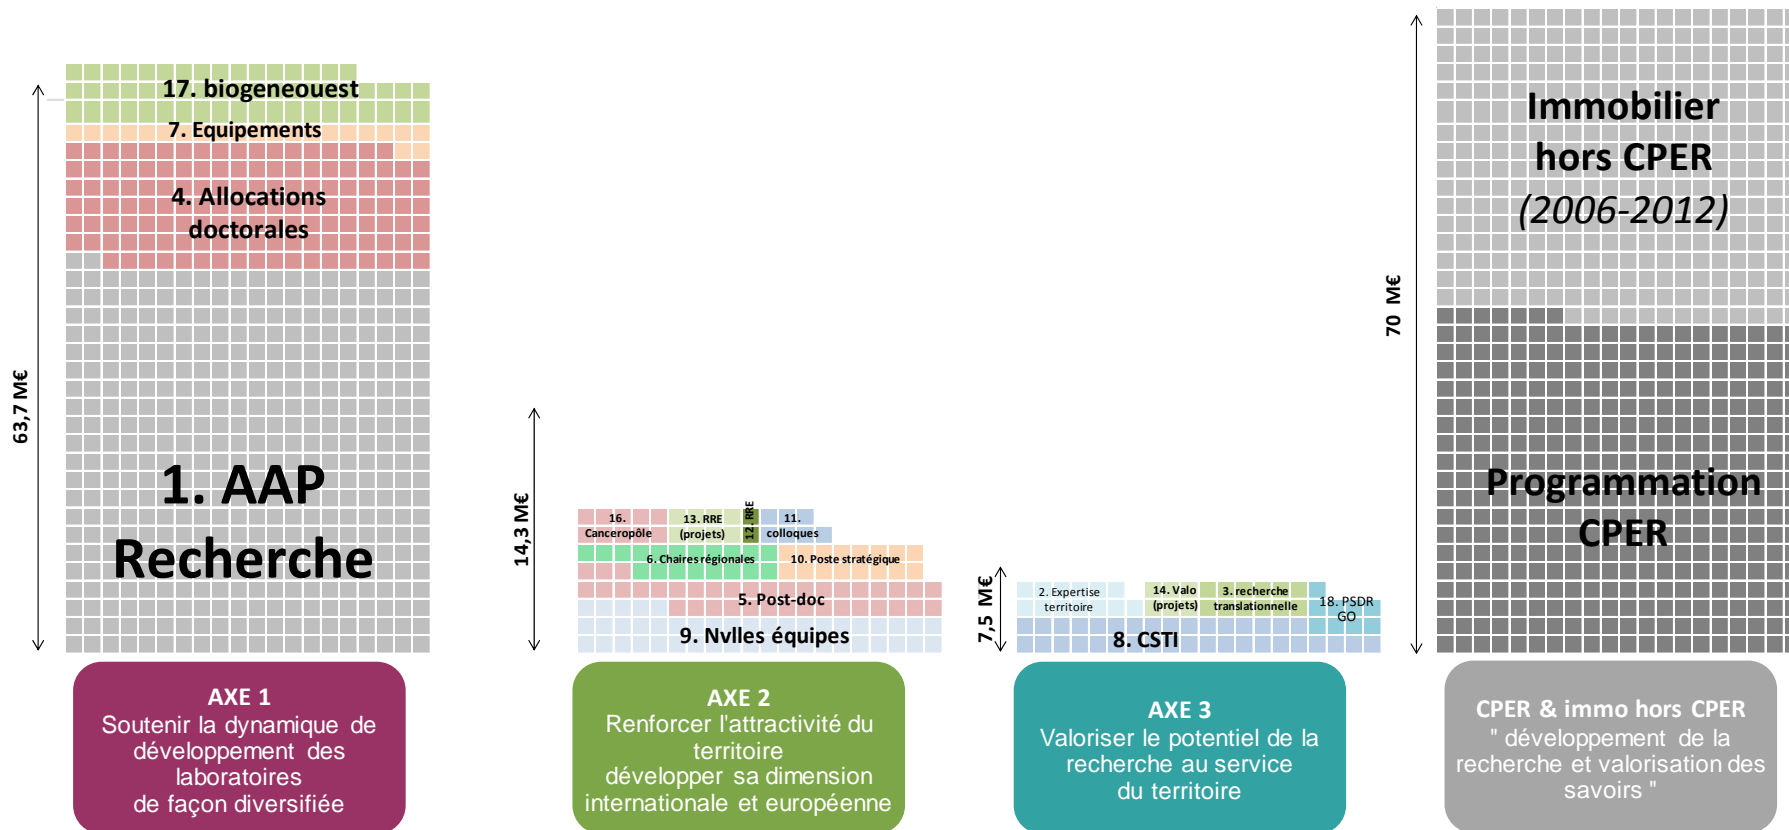 63,7 M€
17. biogeneouest
7. Equipements
4. Allocations
doctorales
1. AAP
Recherche
AXE 1
Soutenir la dynamique de
développement des
laboratoires
de façon diversifiée
14,3 M€
16.
Canceropôle
13. RRE
(projets)
12. RRE
11.
colloques
6. Chaires régionales
10. Poste stratégique
5. Post-doc
9. Nvlles équipes
AXE 2
Renforcer l'attractivité du
territoire
développer sa dimension
internationale et européenne
7,5 M€
2. Expertise
territoire
14. Valo
(projets)
3. recherche
translationnelle
18. PSDR
GO
8. CSTI
AXE 3
Valoriser le potentiel de la
recherche au service
du territoire
70 M€
Immobilier
hors CPER
(2006-2012)
Programmation
CPER
CPER & immo hors CPER
" développement de la
recherche et valorisation des
savoirs "